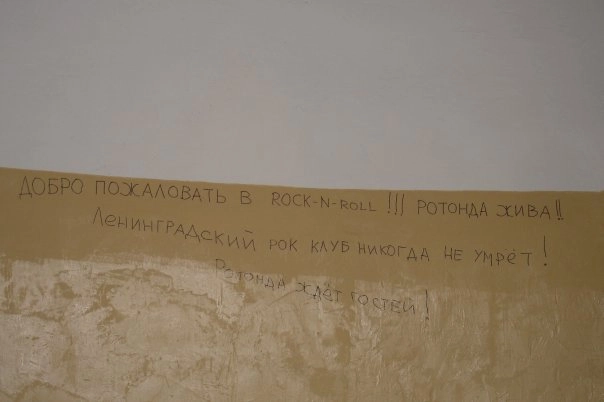 ДОБРО ПОЖАЛОВАТЬ В ROCK-N-ROLL !!! РОТОНДА ЖИВА!!
Ленинградский рок клуб никогда не умрёт!
Ротонда ждёт гостей!